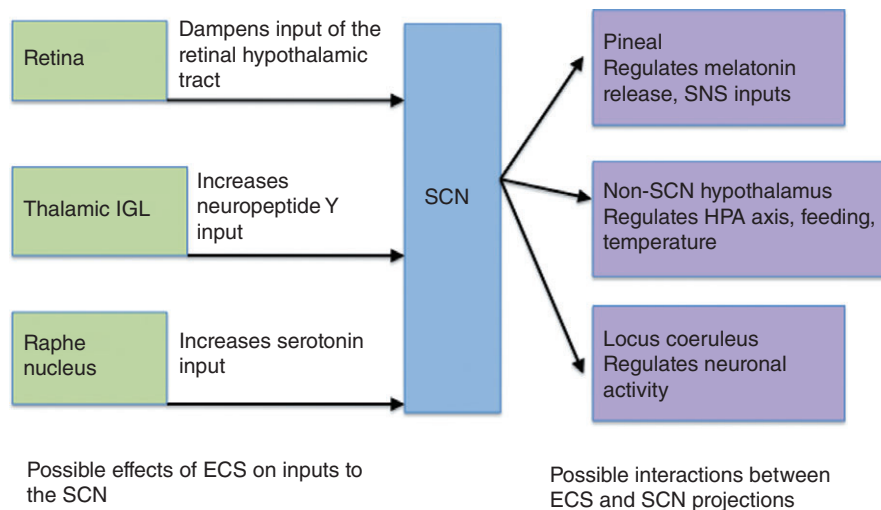 Retina
Dampens input of the
retinal hypothalamic
tract
Thalamic IGL
Increases
neuropeptide Y
input
Raphe
nucleus
Increases serotonin
input
SCN
Pineal
Regulates melatonin
release, SNS inputs
Non-SCN hypothalamus
Regulates HPA axis, feeding,
temperature
Locus coeruleus
Regulates neuronal
activity
Possible effects of ECS on inputs to
the SCN
Possible interactions between
ECS and SCN projections